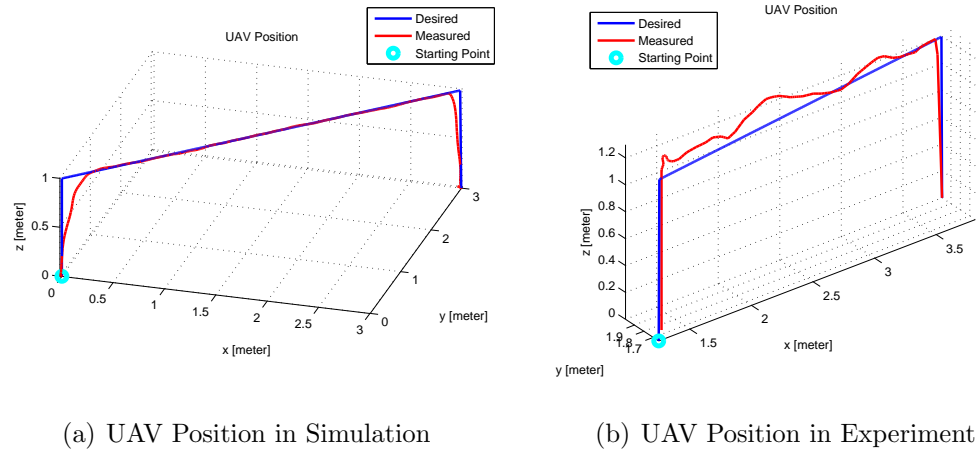 UAV Position
Desired
Measured
Starting Point
1
0.5
0
z [meter]
0
0.5
1
1.5
2
2.5
3
x [meter]
0
1
2
3
y [meter]
(a) UAV Position in Simulation
UAV Position
Desired
Measured
Starting Point
1.2
1
0.8
0.6
0.4
0.2
0
z [meter]
1.9
1.8
1.7
y [meter]
1.5
2
2.5
3
3.5
x [meter]
(b) UAV Position in Experiment